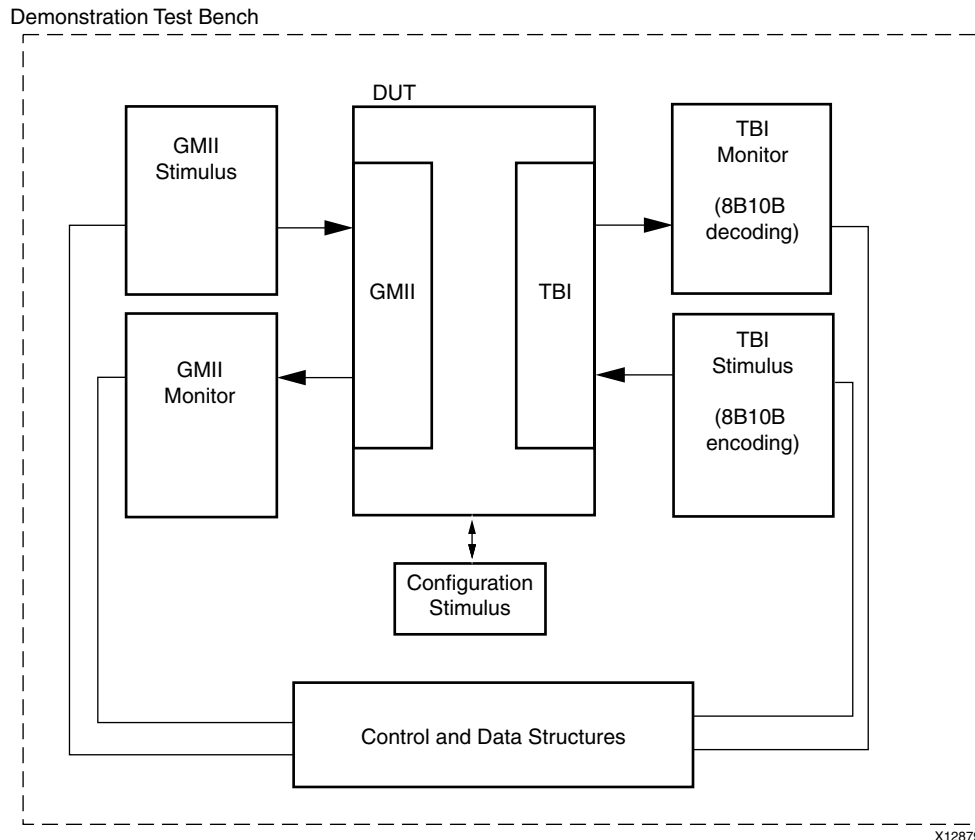 Demonstration Test Bench
DUT
GMII
Stimulus
TBI
Monitor
(8B10B
decoding)
GMII
TBI
GMII
Monitor
TBI
Stimulus
(8B10B
encoding)
Configuration
Stimulus
Control and Data Structures